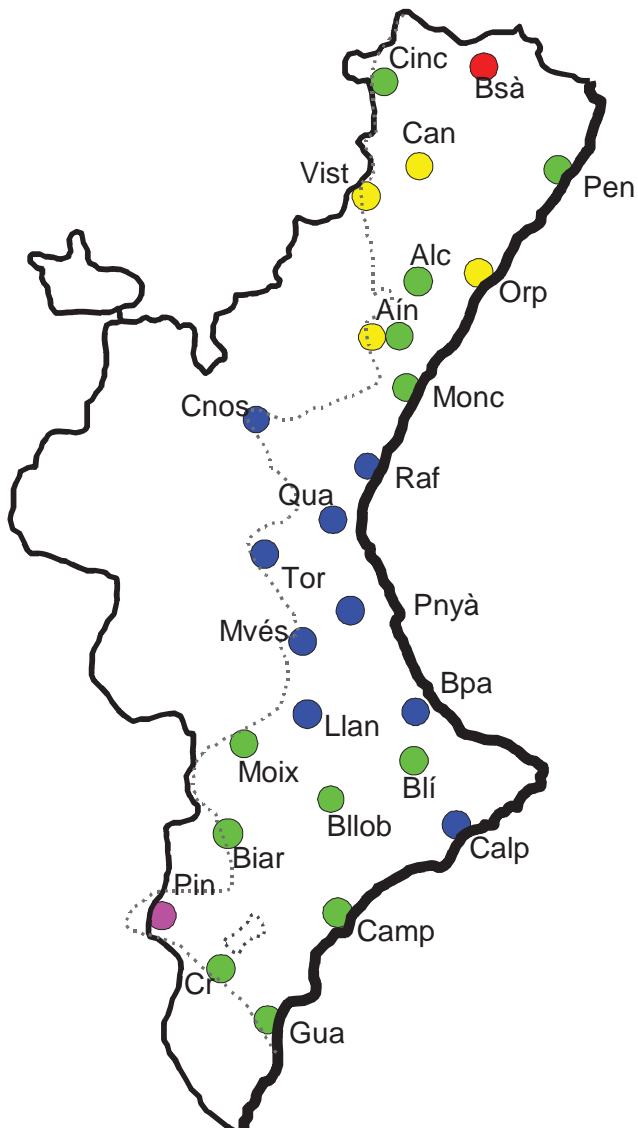 Cinc
Bsà
Can
Vist
Pen
Alc
Orp
Aín
Monc
Cnos
Raf
Qua
Tor
Pnyà
Mvés
Bpa
Llan
Moix
Blí
Bllob
Calp
Biar
Pin
Camp
Cr
Gua